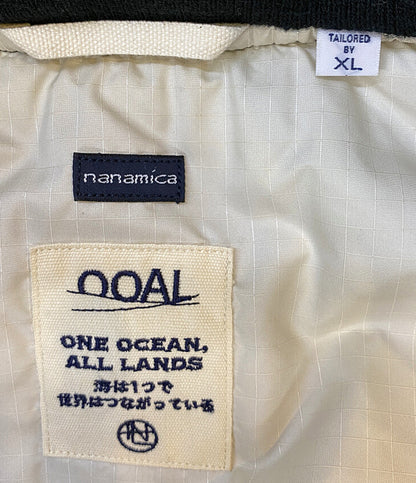 TAILORED
BY
XL
nanamica
OOAL
ONE OCEAN,
ALL LANDS
海は1つで
世界はつながっている